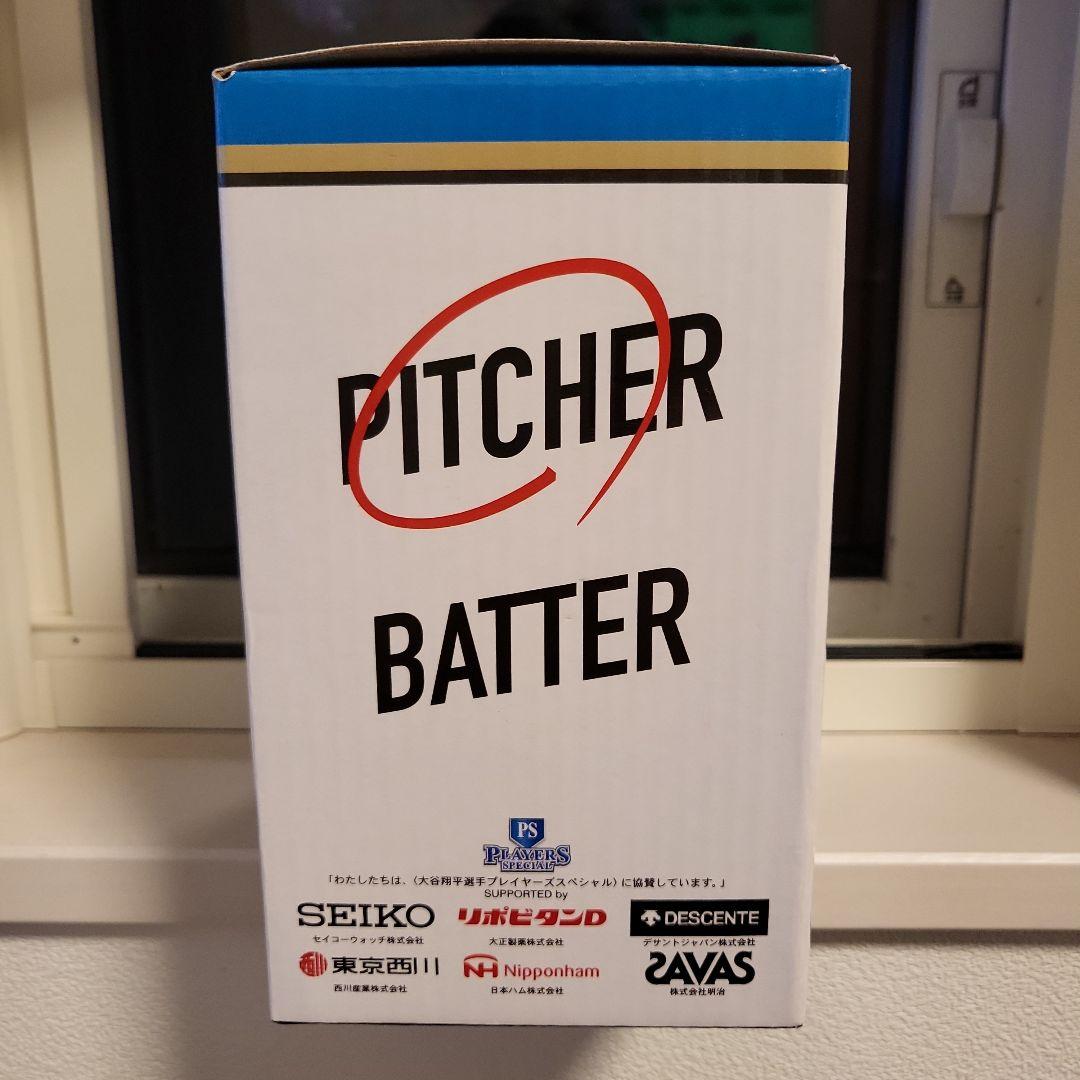 PITCHER
BATTER
PS
PLAYERS
SPECIAL
「わたしたちは、〈大谷翔平選手プレイヤーズスペシャル〉に協賛しています。」
SUPPORTED by
SEIKO リポビタンD DESCENTE
セイコーウォッチ株式会社 大正製薬株式会社 デサントジャパン株式会社
西川 東京西川 NH Nipponham SAVAS
西川産業株式会社 日本ハム株式会社 株式会社明治